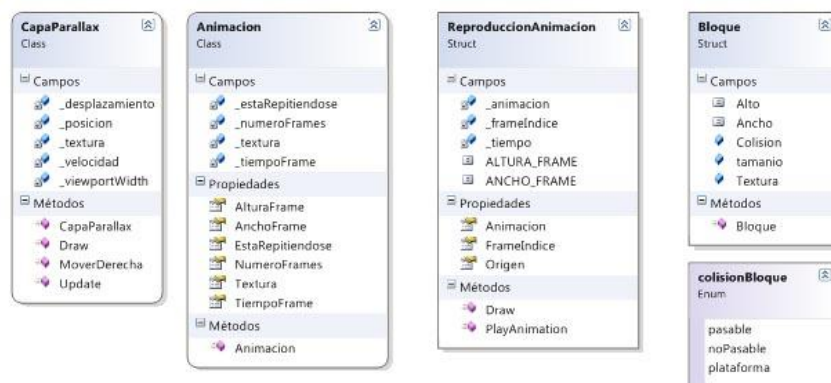 CapaParallax
Class
Campos
_desplazamiento
_posicion
_textura
_velocidad
_viewportWidth
Métodos
CapaParallax
Draw
MoverDerecha
Update
Animacion
Class
Campos
_estaRepitiendose
_numeroFrames
_textura
_tiempoFrame
Propiedades
AlturaFrame
AnchoFrame
EstaRepitiendose
NumeroFrames
Textura
TiempoFrame
Métodos
Animacion
ReproduccionAnimacion
Struct
Campos
_animacion
_frameIndice
_tiempo
ALTURA_FRAME
ANCHO_FRAME
Propiedades
Animacion
FrameIndice
Origen
Métodos
Draw
PlayAnimation
Bloque
Struct
Campos
Alto
Ancho
Colision
tamanio
Textura
Métodos
Bloque
colisionBloque
Enum
pasable
noPasable
plataforma